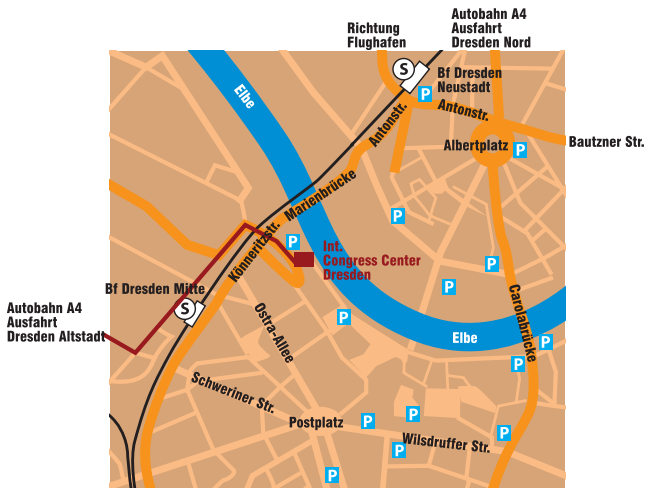 Richtung
Flughafen
Autobahn A4
Ausfahrt
Dresden Nord
S
Bf Dresden
Neustadt
P
Elbe
Antonstr.
Antonstr.
Albertplatz
P
Bautzner Str.
Marienbrücke
P
Könneritzstr.
P
Int.
Congress Center
Dresden
P
Bf Dresden Mitte
S
P
Carolabrücke
Autobahn A4
Ausfahrt
Dresden Altstadt
P
Ostra-Allee
Elbe
P
P
Schweriner Str.
Postplatz
P
P
P
Wilsdruffer Str.
P
P